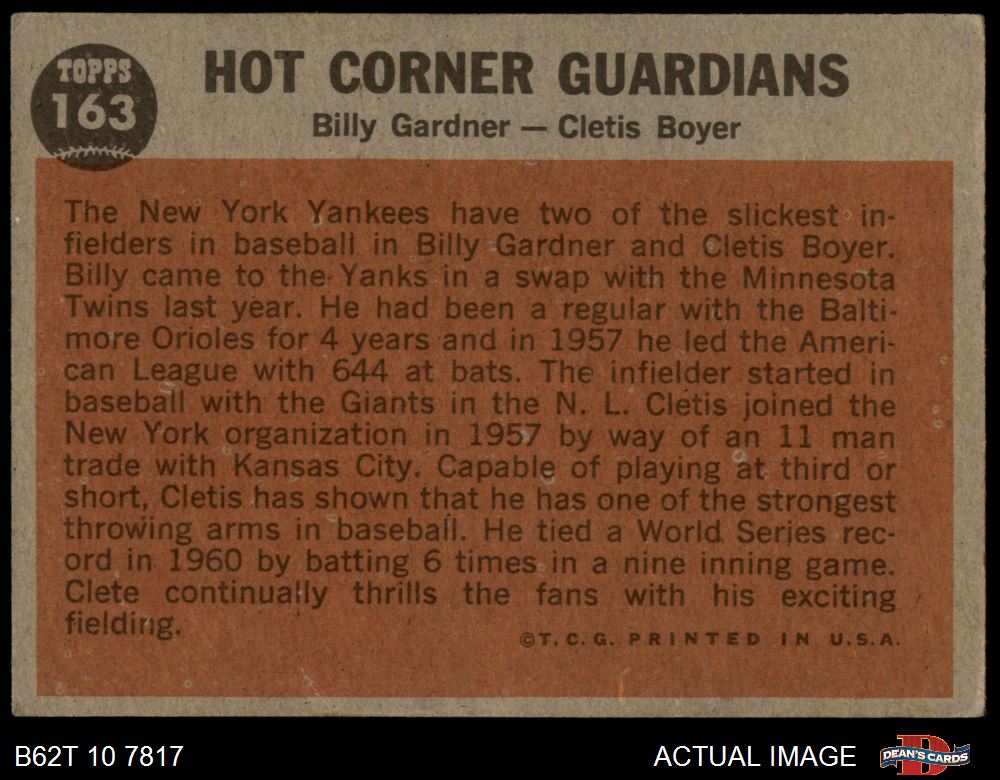 TOPPS
163
HOT CORNER GUARDIANS
Billy Gardner — Cletis Boyer
The New York Yankees have two of the slickest in-
fielders in baseball in Billy Gardner and Cletis Boyer.
Billy came to the Yanks in a swap with the Minnesota
Twins last year. He had been a regular with the Balti-
more Orioles for 4 years and in 1957 he led the Ameri-
can League with 644 at bats. The infielder started in
baseball with the Giants in the N. L. Cletis joined the
New York organization in 1957 by way of an 11 man
trade with Kansas City. Capable of playing at third or
short, Cletis has shown that he has one of the strongest
throwing arms in baseball. He tied a World Series rec-
ord in 1960 by batting 6 times in a nine inning game.
Clete continually thrills the fans with his exciting
fielding.
©T.C.G. PRINTED IN U.S.A.
B62T 10 7817
ACTUAL IMAGE
D
DEAN'S CARDS